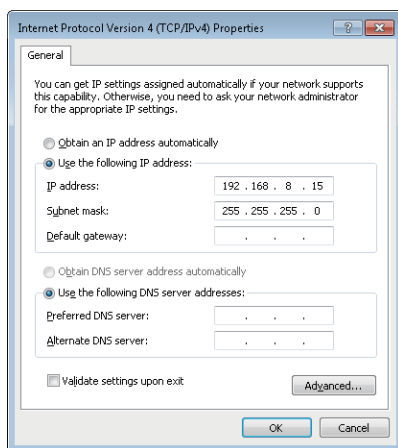 Internet Protocol Version 4 (TCP/IPv4) Properties
General
You can get IP settings assigned automatically if your network supports
this capability. Otherwise, you need to ask your network administrator
for the appropriate IP settings.
Obtain an IP address automatically
Use the following IP address:
IP address: 192 . 168 . 8 . 15
Subnet mask: 255 . 255 . 255 . 0
Default gateway: . . .
Obtain DNS server address automatically
Use the following DNS server addresses:
Preferred DNS server: . . .
Alternate DNS server: . . .
Validate settings upon exit
Advanced...
OK Cancel